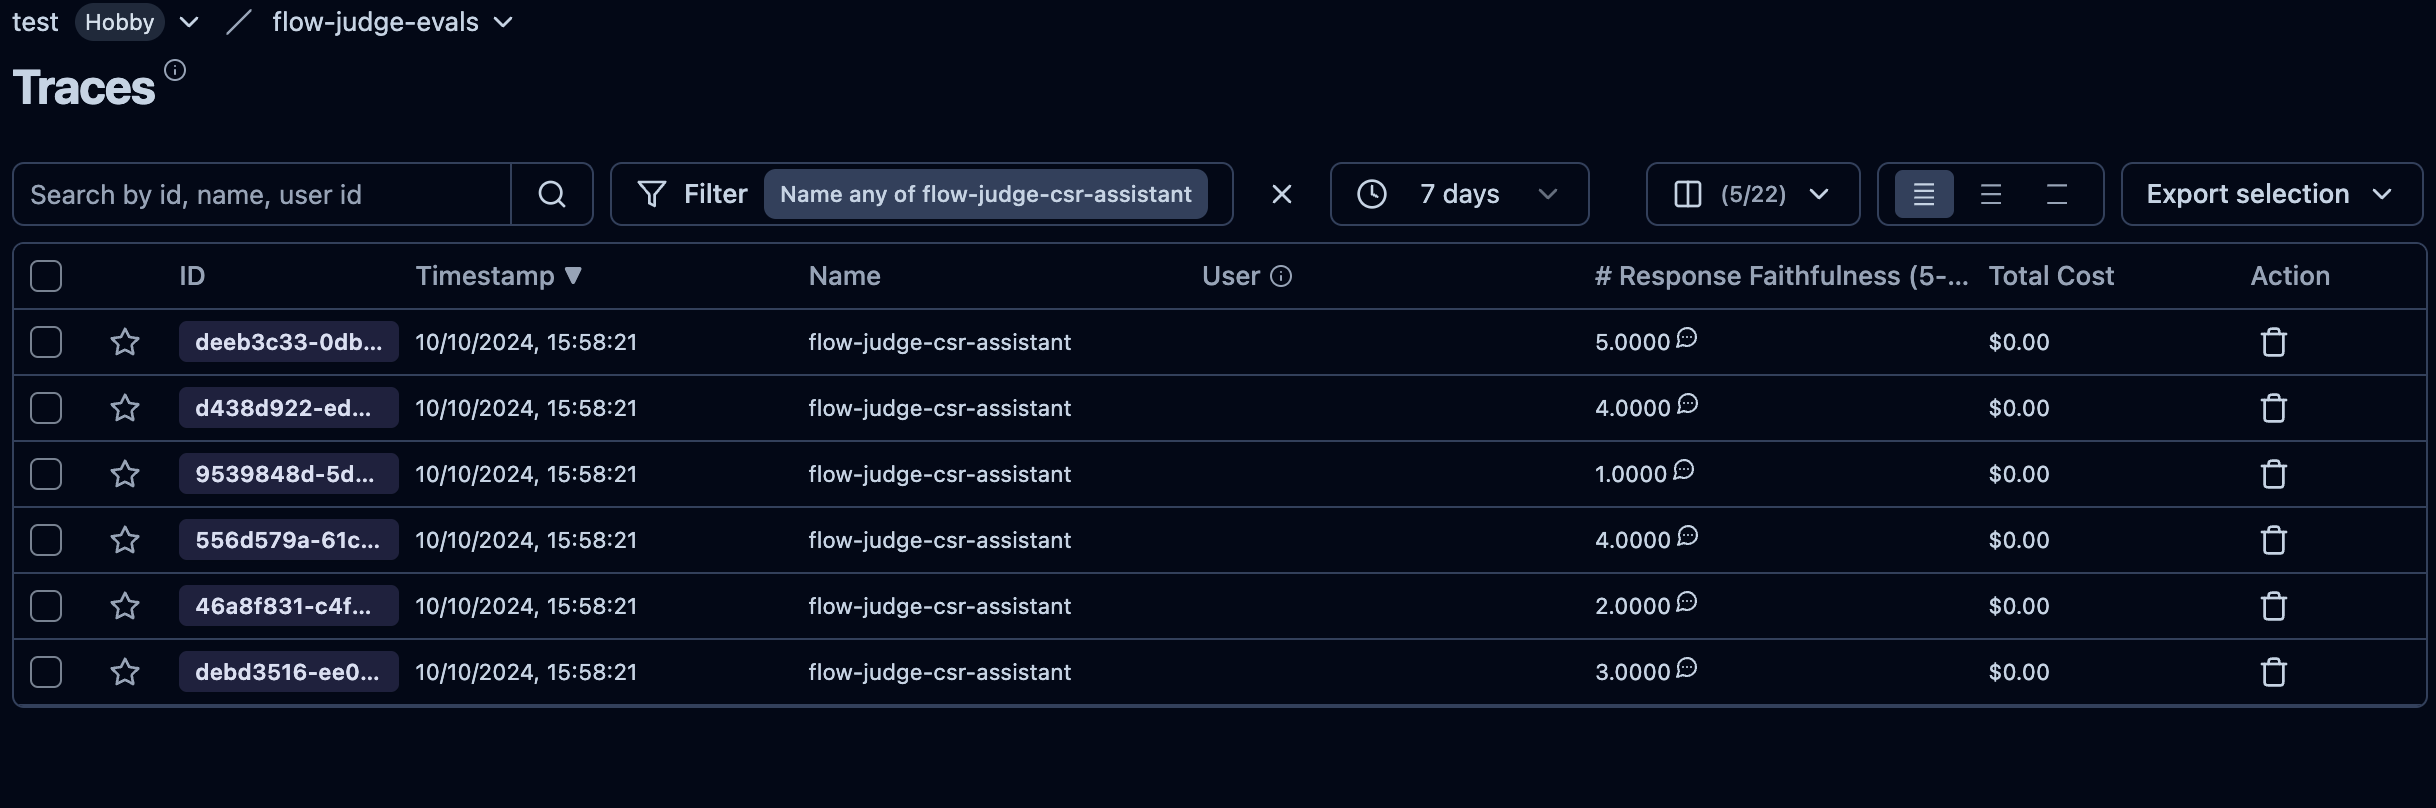 test Hobby / flow-judge-evals
Traces
Search by id, name, user id Filter Name any of flow-judge-csr-assistant 7 days (5/22) Export selection
ID Timestamp ▼ Name User # Response Faithfulness (5-... Total Cost Action
deeb3c33-0db... 10/10/2024, 15:58:21 flow-judge-csr-assistant 5.0000 $0.00
d438d922-ed... 10/10/2024, 15:58:21 flow-judge-csr-assistant 4.0000 $0.00
9539848d-5d... 10/10/2024, 15:58:21 flow-judge-csr-assistant 1.0000 $0.00
556d579a-61c... 10/10/2024, 15:58:21 flow-judge-csr-assistant 4.0000 $0.00
46a8f831-c4f... 10/10/2024, 15:58:21 flow-judge-csr-assistant 2.0000 $0.00
debd3516-ee0... 10/10/2024, 15:58:21 flow-judge-csr-assistant 3.0000 $0.00